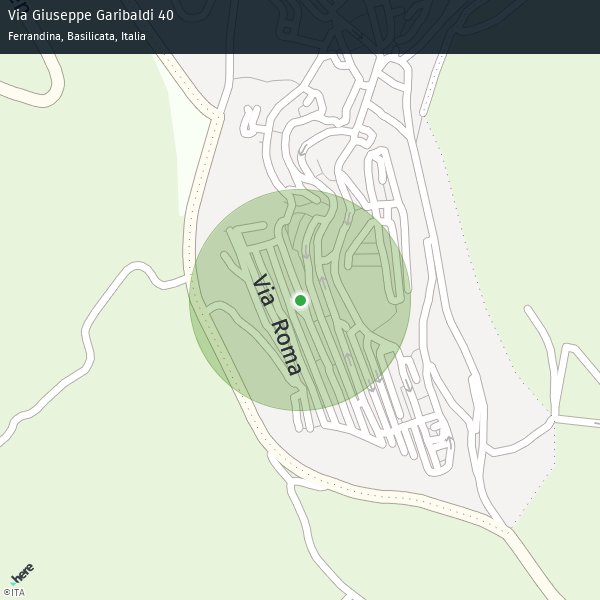 Via Giuseppe Garibaldi 40
Ferrandina, Basilicata, Italia
Via Roma
here
©ITA